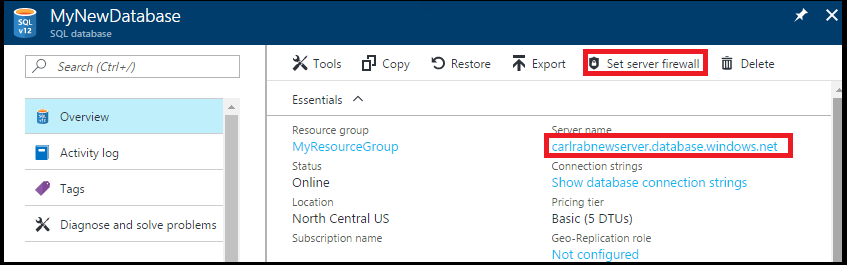 MyNewDatabase
SQL database
SQL
v12
Search (Ctrl+/)
Overview
Activity log
Tags
Diagnose and solve problems
Tools Copy Restore Export Set server firewall Delete
Essentials
Resource group Server name
MyResourceGroup carlrabnewserver.database.windows.net
Status Connection strings
Online Show database connection strings
Location Pricing tier
North Central US Basic (5 DTUs)
Subscription name Geo-Replication role
Not configured